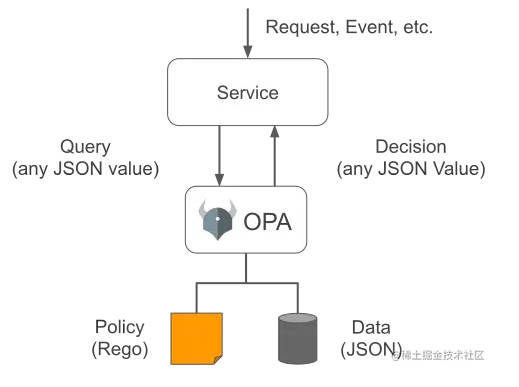 Request, Event, etc.
Service
Query
(any JSON value)
Decision
(any JSON Value)
OPA
Policy
(Rego)
Data
(JSON)
@稀土掘金技术社区